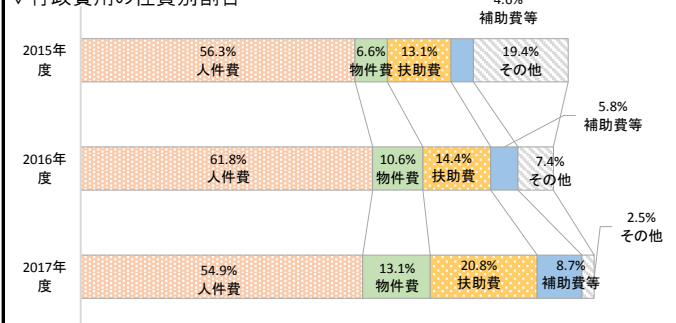 ▽行政費用の性質別割合
4.6%
補助費等
2015年
度
56.3%
人件費
6.6%
物件費
13.1%
扶助費
19.4%
その他
5.8%
補助費等
2016年
度
61.8%
人件費
10.6%
物件費
14.4%
扶助費
7.4%
その他
2.5%
その他
2017年
度
54.9%
人件費
13.1%
物件費
20.8%
扶助費
8.7%
補助費等